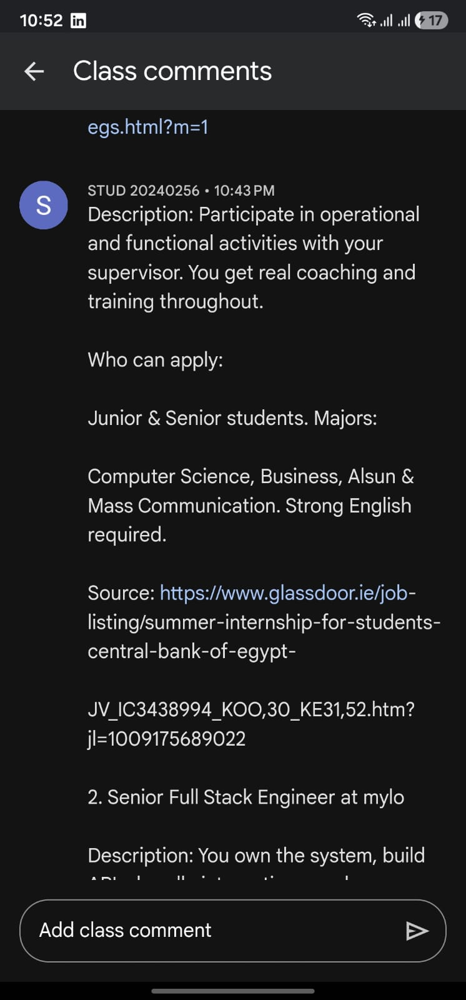 10:52 in 17
Class comments
egs.html?m=1
S
STUD 20240256 • 10:43 PM
Description: Participate in operational
and functional activities with your
supervisor. You get real coaching and
training throughout.
Who can apply:
Junior & Senior students. Majors:
Computer Science, Business, Alsun &
Mass Communication. Strong English
required.
Source: https://www.glassdoor.ie/job-
listing/summer-internship-for-students-
central-bank-of-egypt-
JV_IC3438994_KOO,30_KE31,52.htm?
jl=1009175689022
2. Senior Full Stack Engineer at mylo
Description: You own the system, build
Add class comment